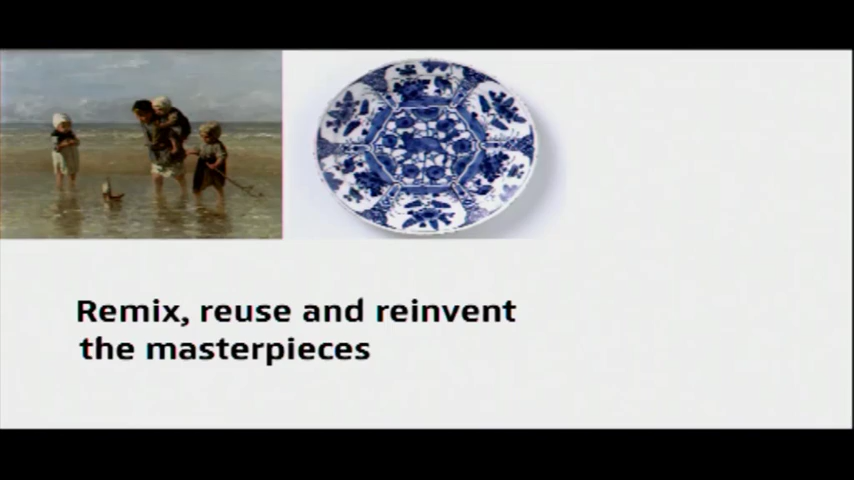 Remix, reuse and reinvent
the masterpieces